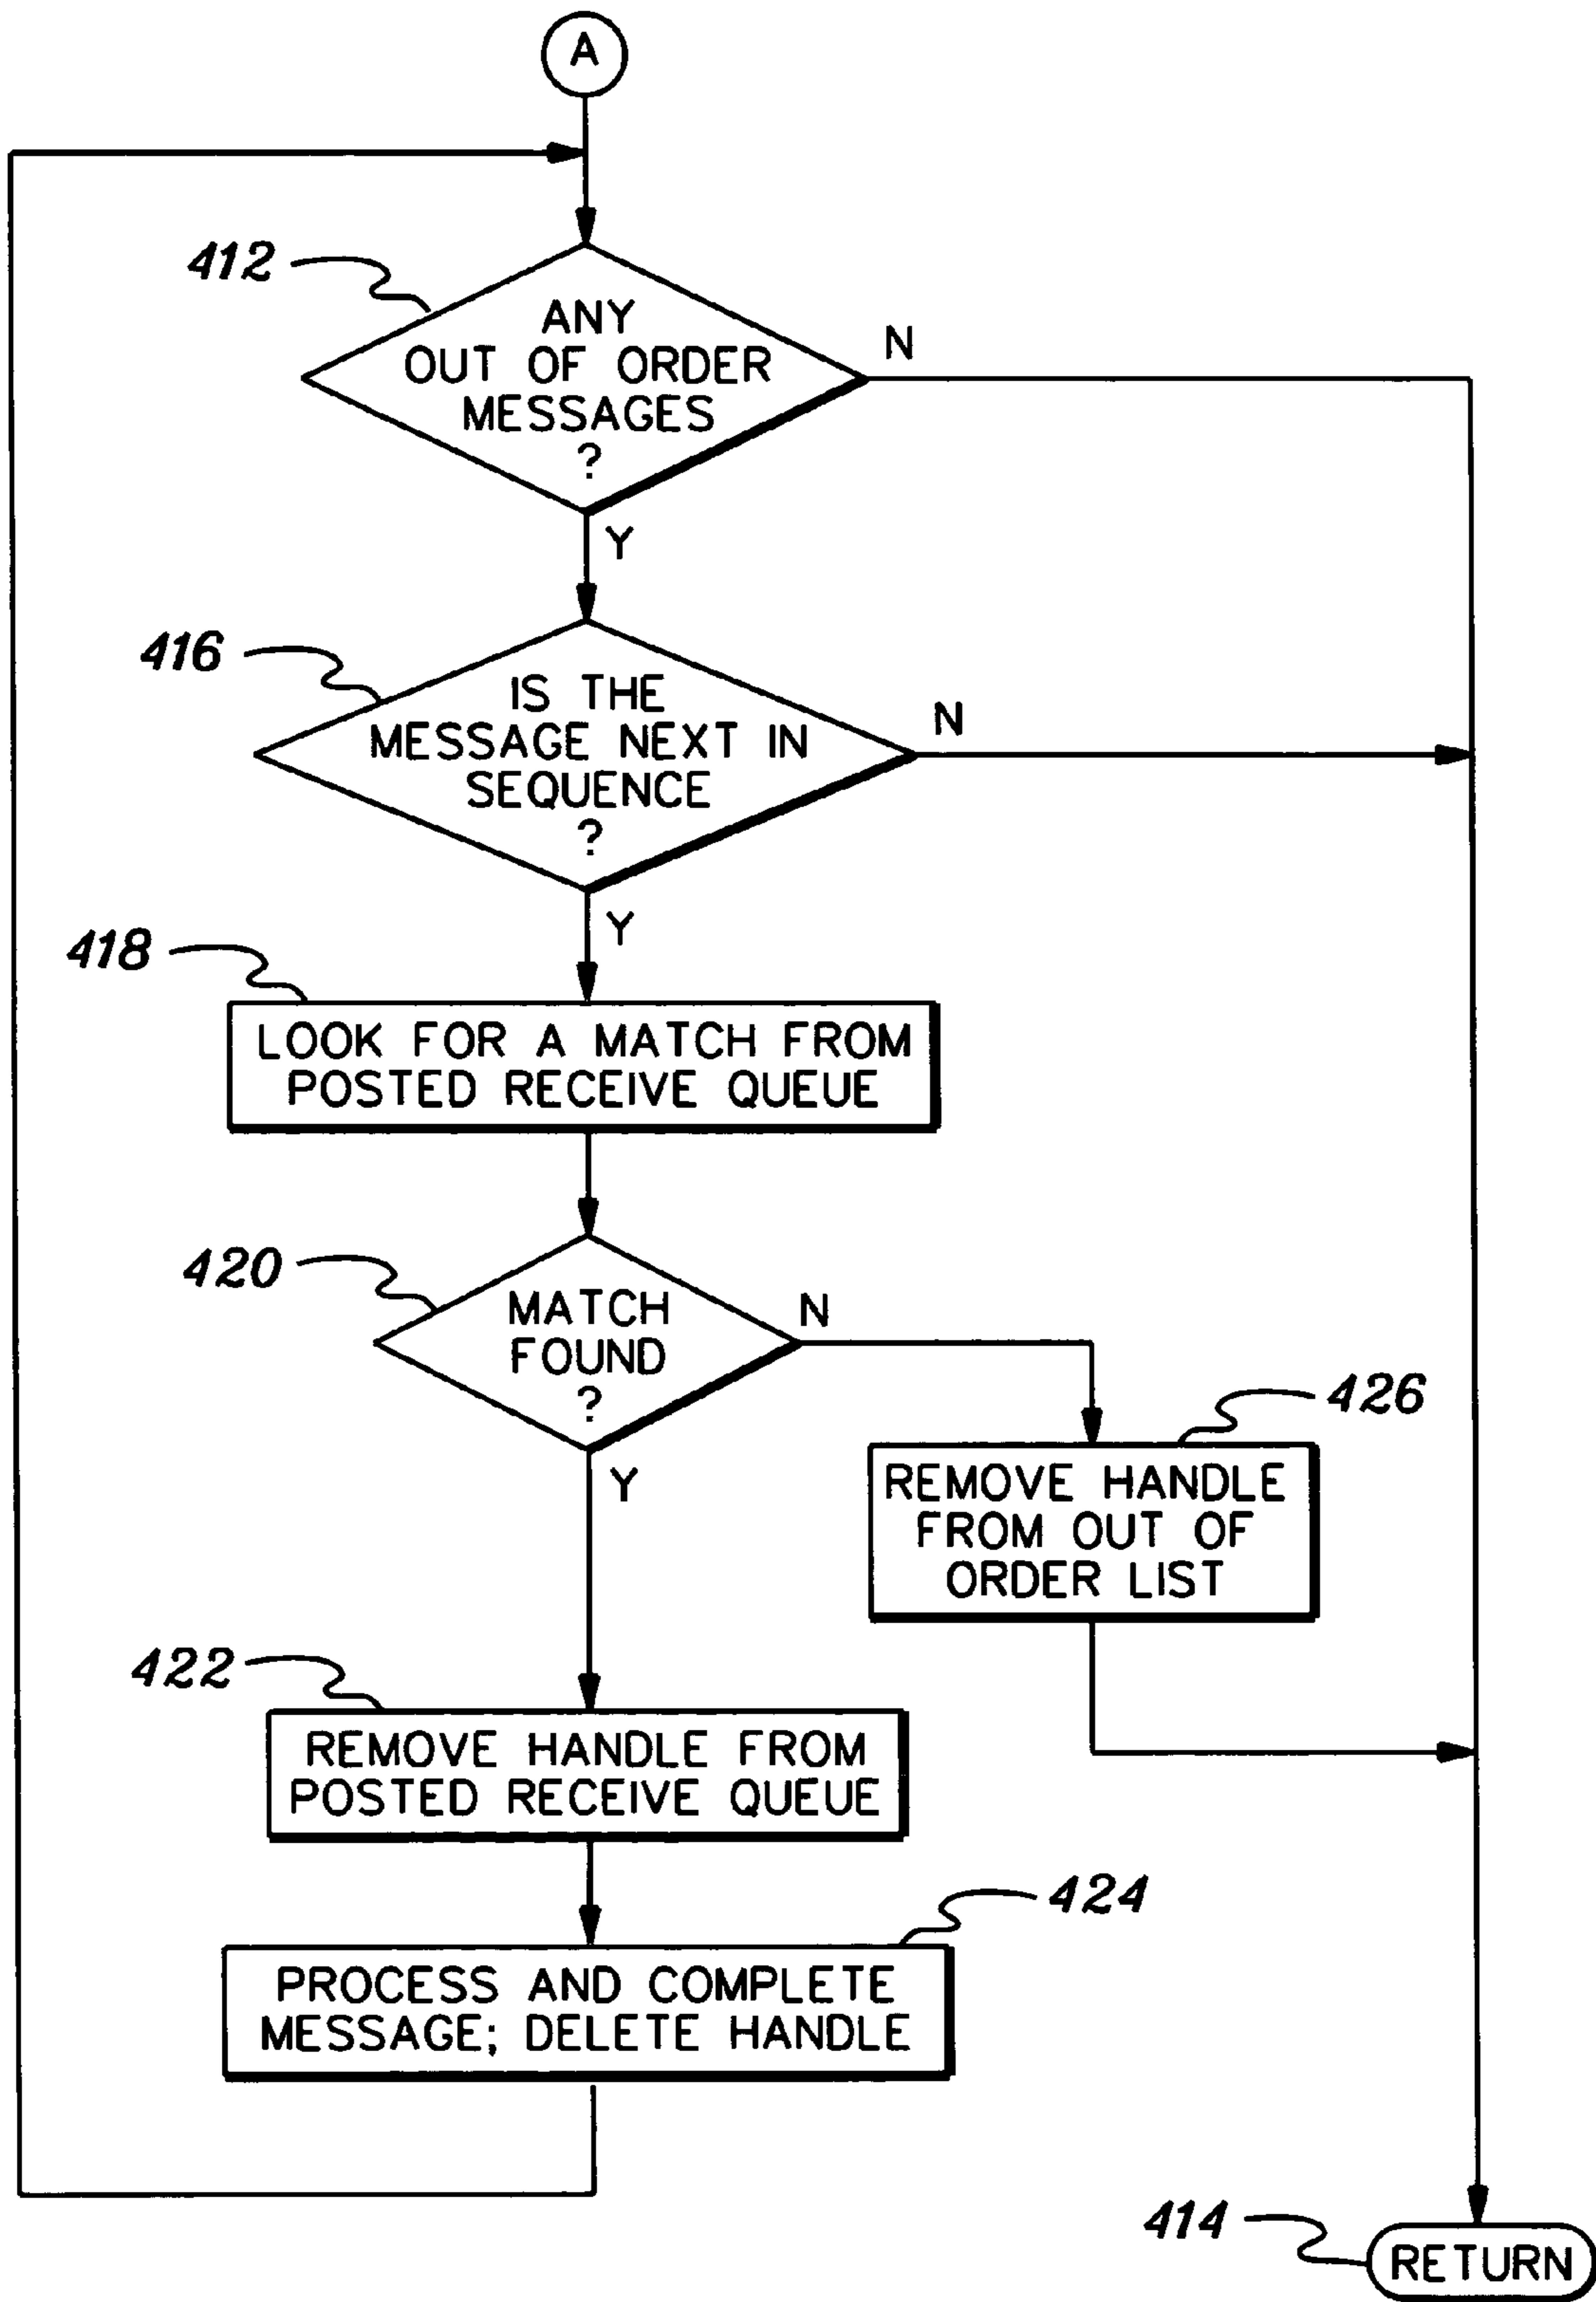 A
412
ANY
OUT OF ORDER
MESSAGES
?
N
Y
416
IS THE
MESSAGE NEXT IN
SEQUENCE
?
N
Y
418
LOOK FOR A MATCH FROM
POSTED RECEIVE QUEUE
420
MATCH
FOUND
?
N
Y
426
REMOVE HANDLE
FROM OUT OF
ORDER LIST
422
REMOVE HANDLE FROM
POSTED RECEIVE QUEUE
424
PROCESS AND COMPLETE
MESSAGE; DELETE HANDLE
414
RETURN